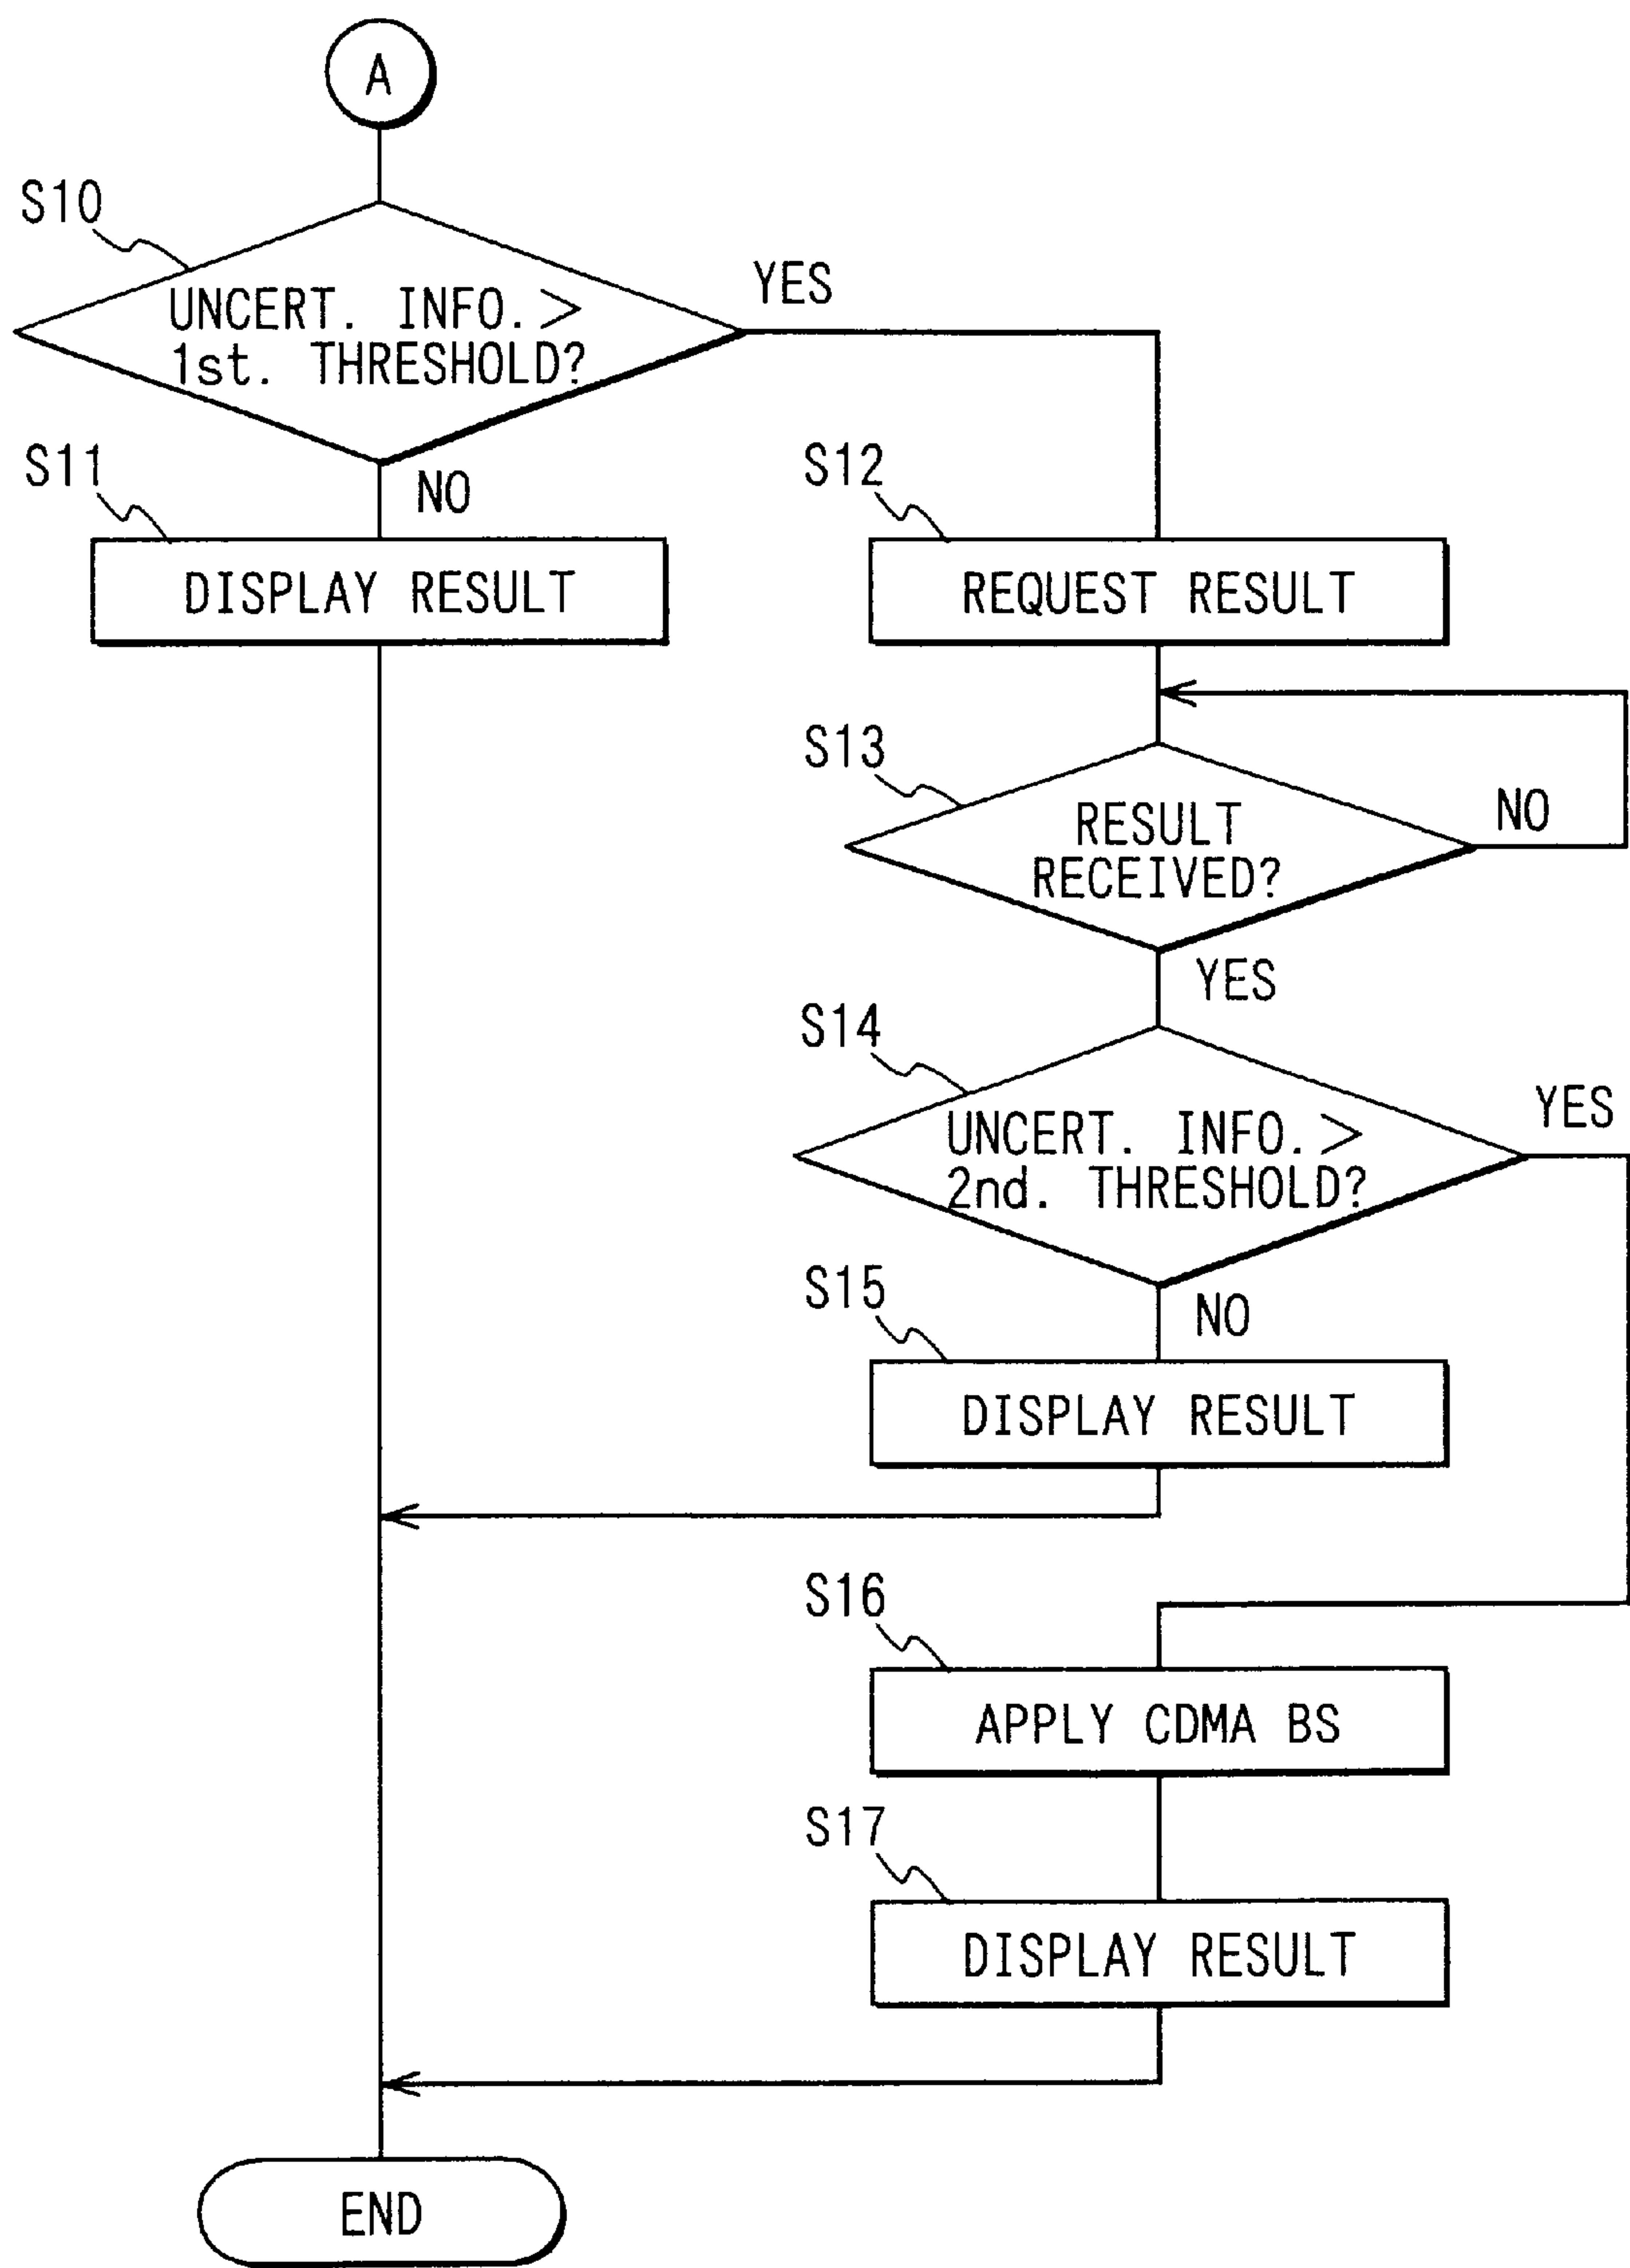 A
S10
UNCERT. INFO.>
1st. THRESHOLD?
YES
S11
NO
DISPLAY RESULT
S12
REQUEST RESULT
S13
RESULT
RECEIVED?
NO
YES
S14
UNCERT. INFO.>
2nd. THRESHOLD?
YES
S15
NO
DISPLAY RESULT
S16
APPLY CDMA BS
S17
DISPLAY RESULT
END